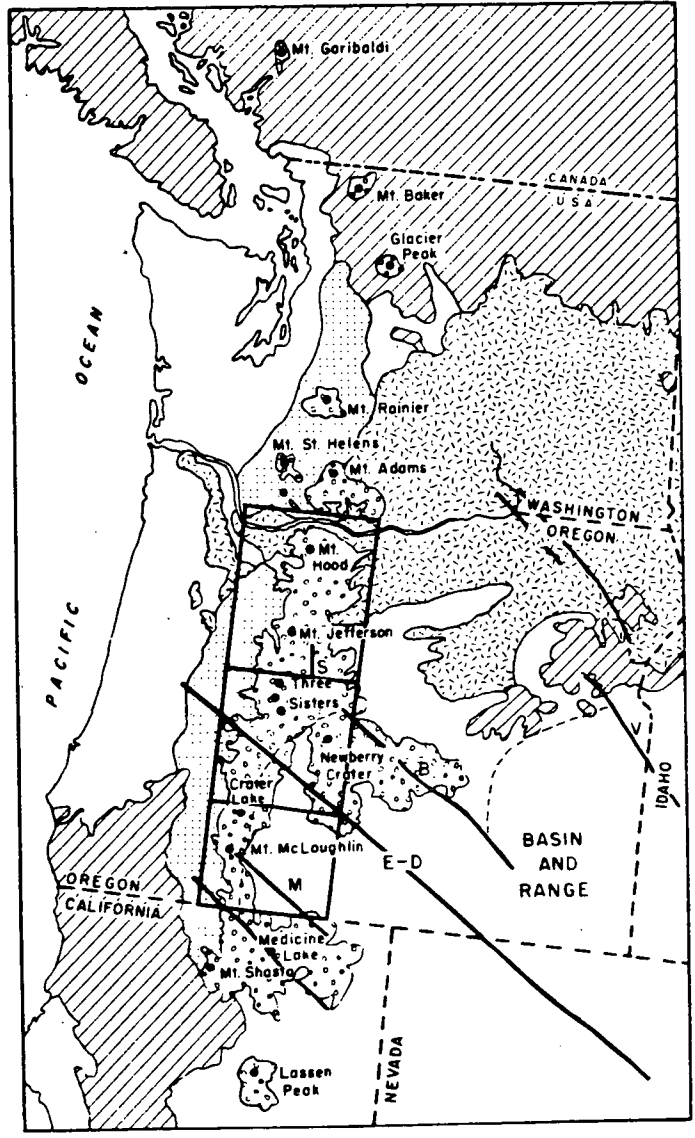 Mt. Garibaldi
CANADA
U S A
Mt. Baker
Glacier
Peak
OCEAN
Mt. Rainier
Mt. St. Helens
Mt. Adams
WASHINGTON
OREGON
Mt.
Hood
Mt. Jefferson
PACIFIC
S
Three
Sisters
V
IDAHO
Newberry
Crater
B
Crater
Lake
BASIN
AND
RANGE
Mt. McLoughlin
E-D
M
OREGON
CALIFORNIA
Medicine
Lake
Mt. Shasta
NEVADA
Lassen
Peak